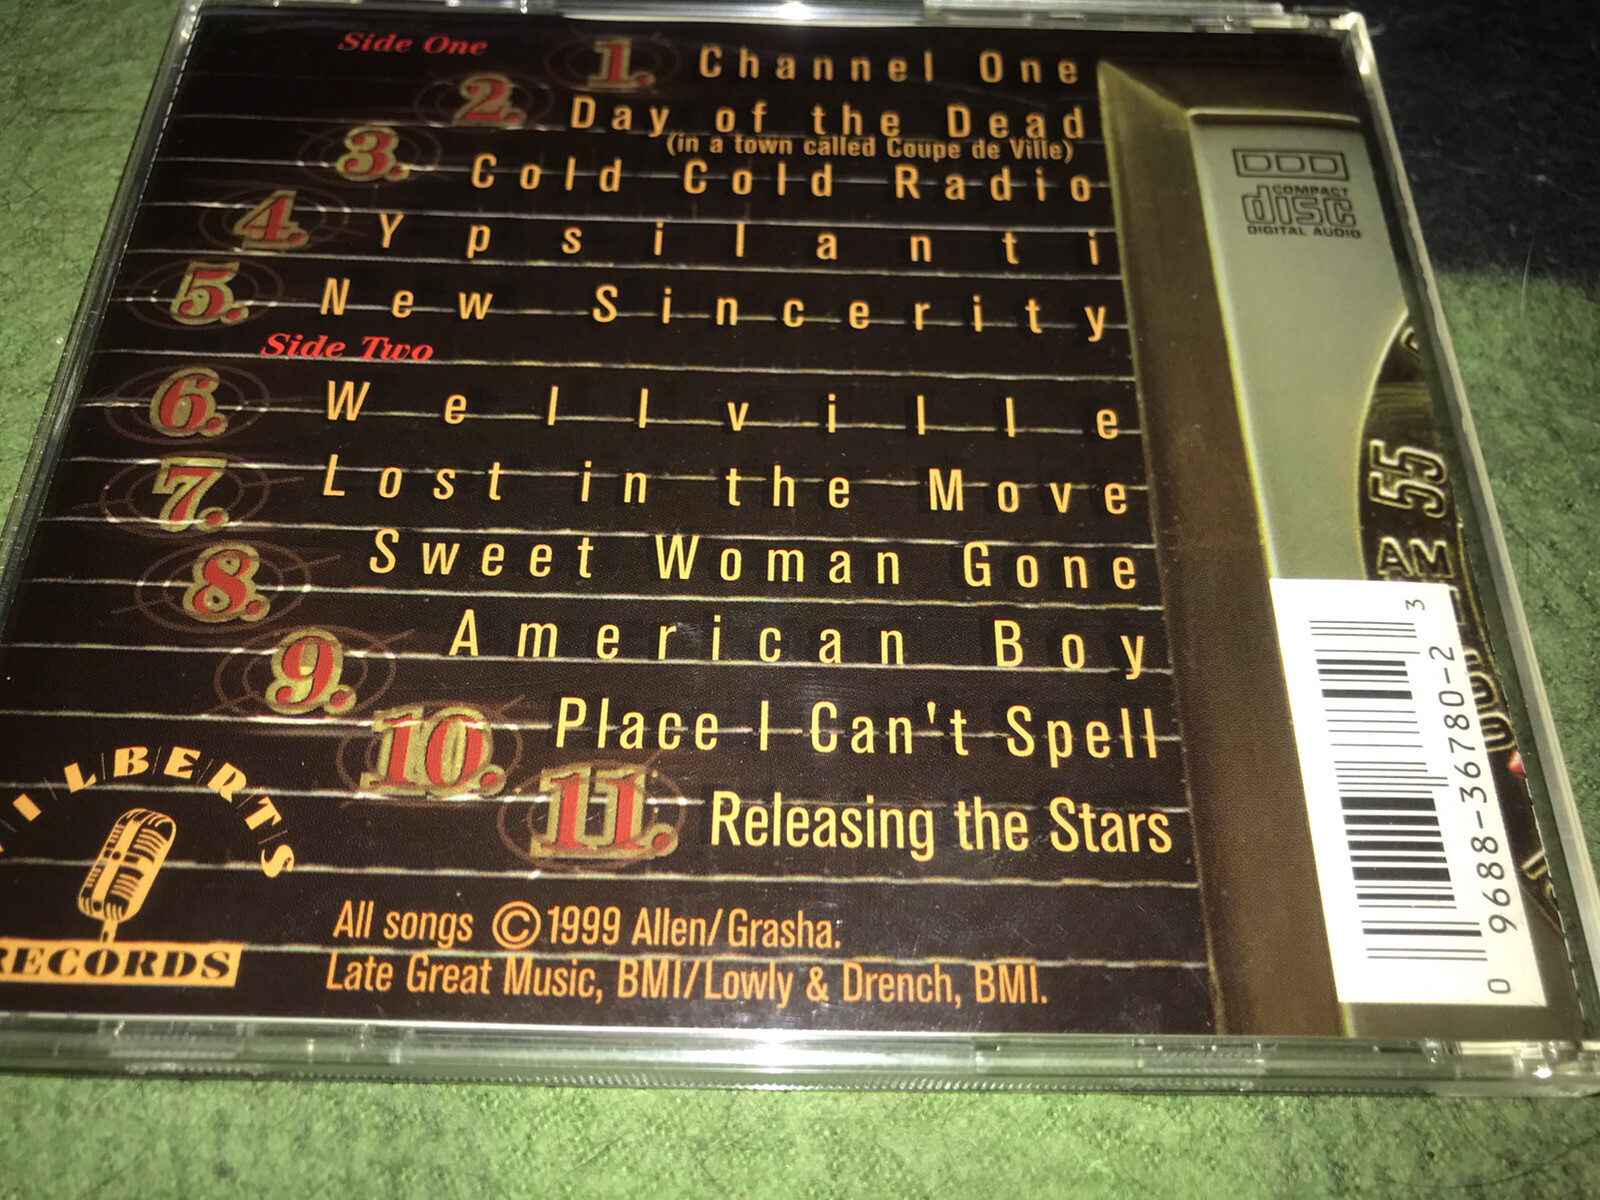 Side One
1. Channel One
2. Day of the Dead
(in a town called Coupe de Ville)
3. Cold Cold Radio
4. Ypsilanti
5. New Sincerity
Side Two
6. Wellville
7. Lost in the Move
8. Sweet Woman Gone
9. American Boy
10. Place I Can't Spell
11. Releasing the Stars
ILBERTS
RECORDS
All songs © 1999 Allen/Grasha.
Late Great Music, BMI/Lowly & Drench, BMI.
DDD
COMPACT
disc
DIGITAL AUDIO
55
AM
0 9688-36780-2 3